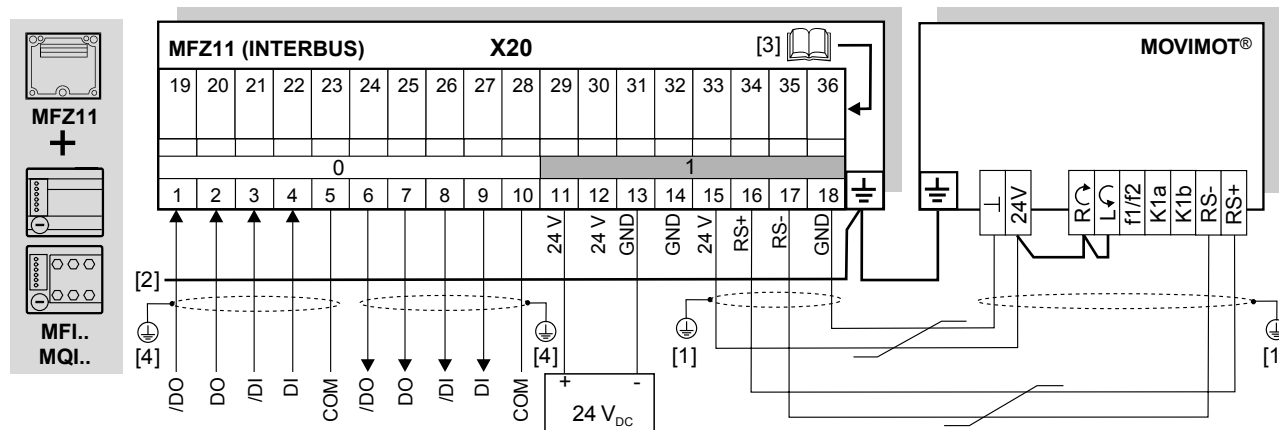 MFZ11 (INTERBUS) X20 [3]
MOVIMOT®
19 20 21 22 23 24 25 26 27 28 29 30 31 32 33 34 35 36
MFZ11
+
0 1
1 2 3 4 5 6 7 8 9 10 11 12 13 14 15 16 17 18
24 V 24 V GND GND 24 V RS+ RS- GND
⊥ 24V R L f1/f2 K1a K1b RS- RS+
[2]
MFI..
MQI..
[4] [4] [1] [1
/DO DO /DI DI COM /DO DO /DI DI COM
+ -
24 VDC